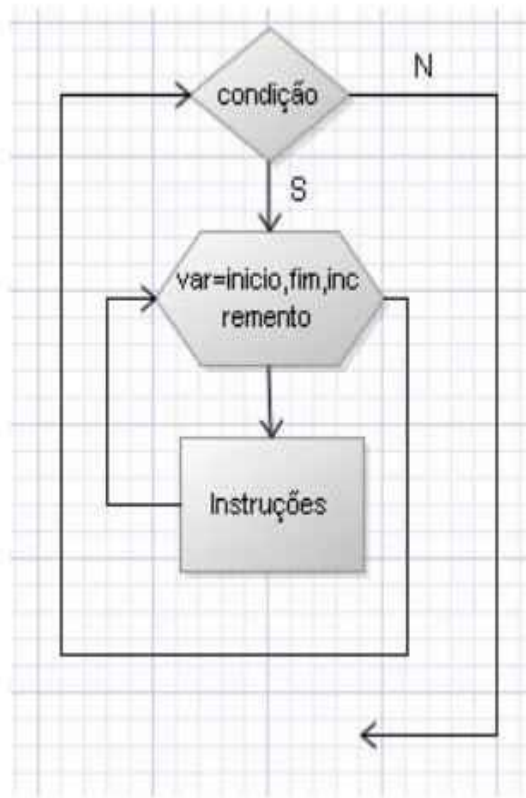 condição
N
S
var=inicio,fim,inc
remento
Instruções